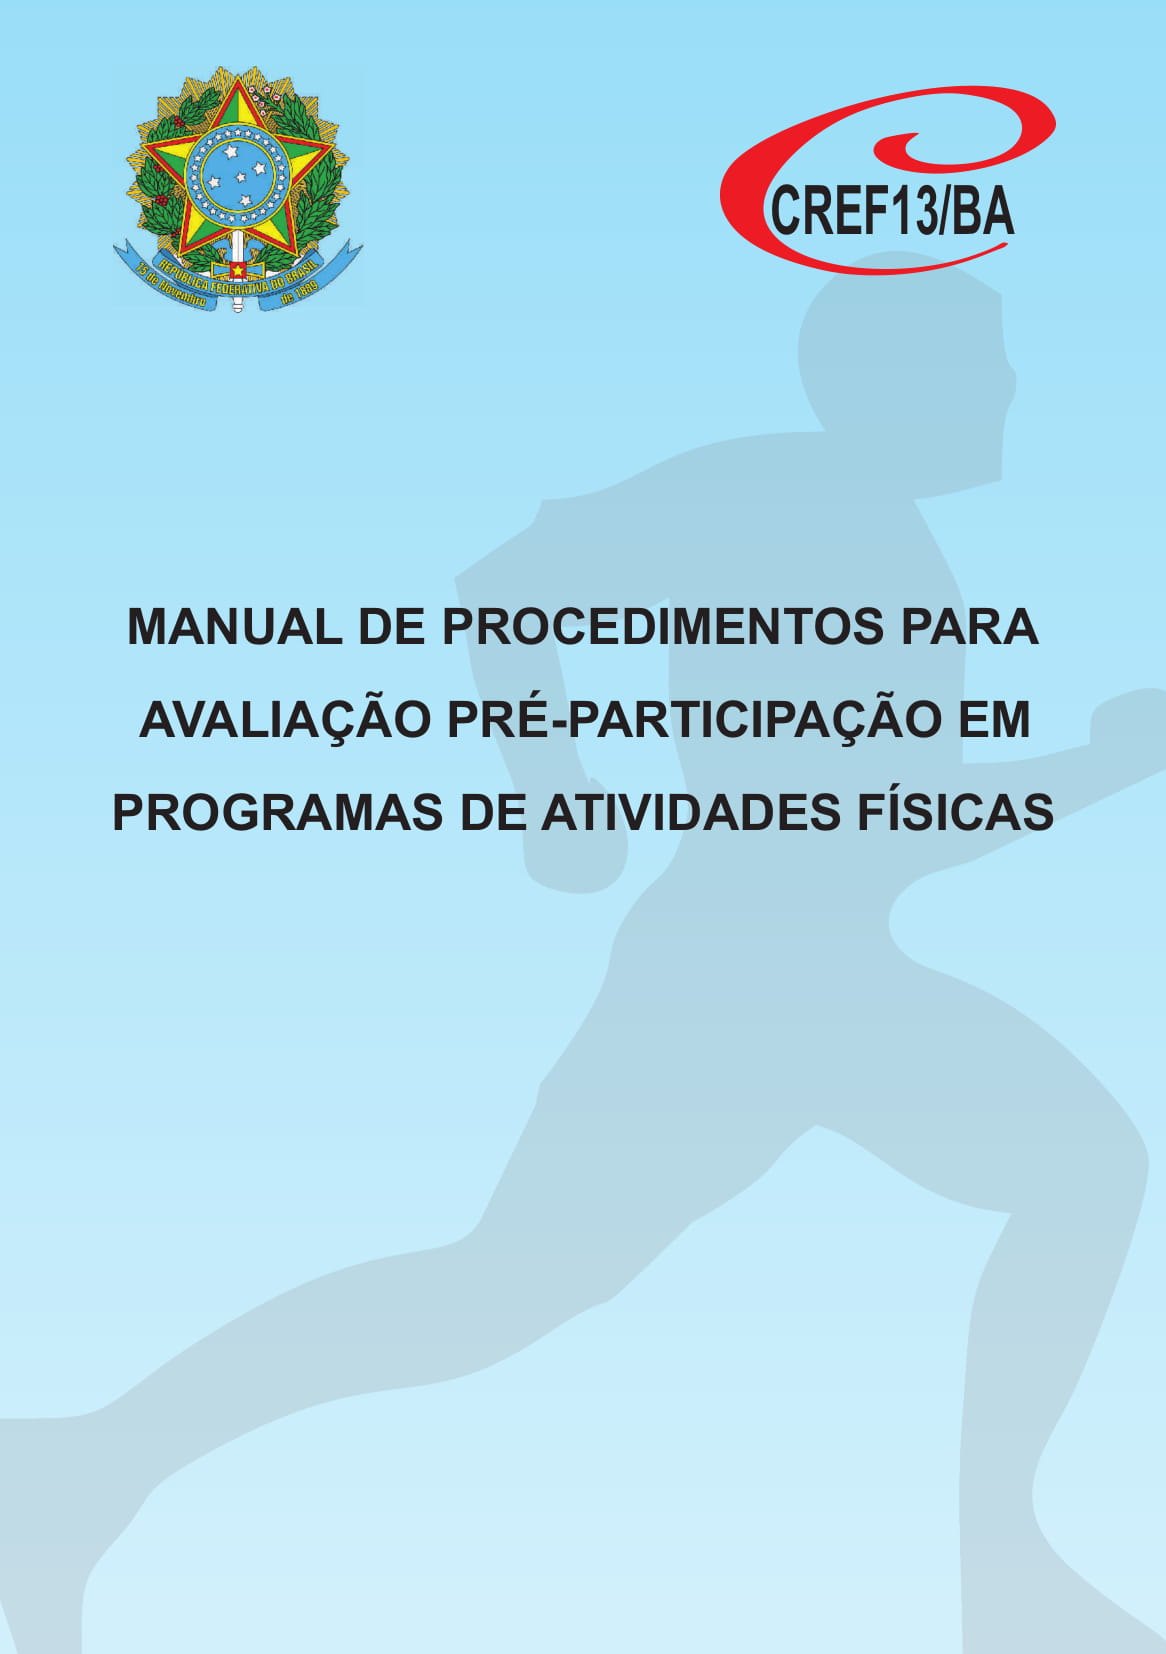 REPÚBLICA FEDERATIVA DO BRASIL
15 de Novembro de 1889
CREF13/BA
MANUAL DE PROCEDIMENTOS PARA
AVALIAÇÃO PRÉ-PARTICIPAÇÃO EM
PROGRAMAS DE ATIVIDADES FÍSICAS